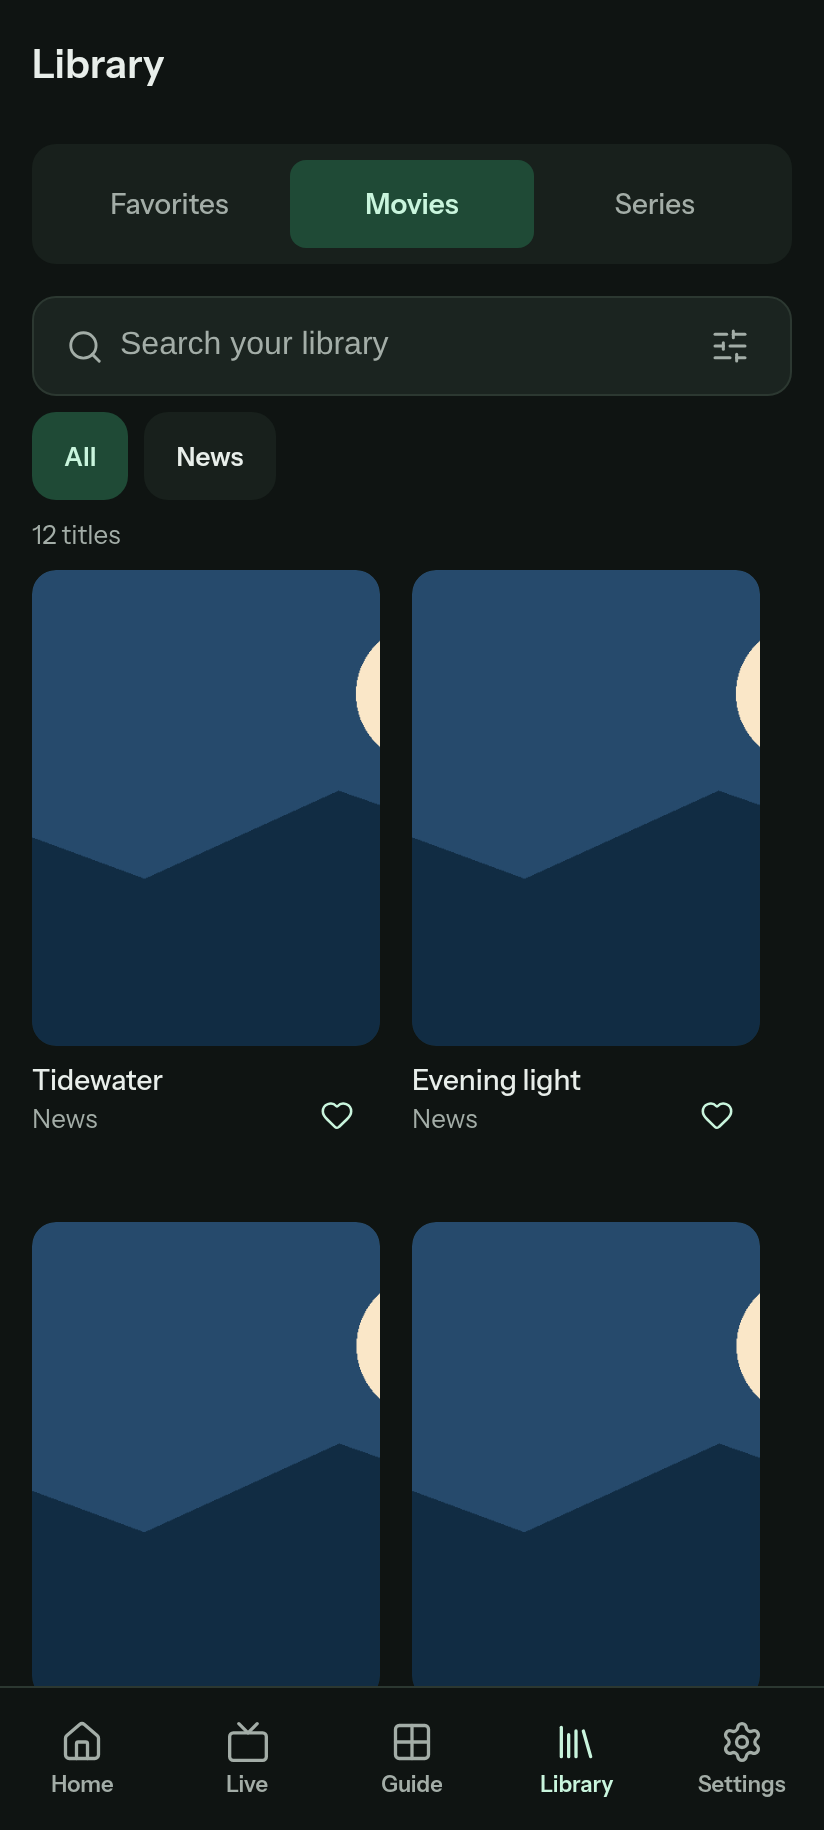 Library
Favorites
Movies
Series
Search your library
All
News
12 titles
Tidewater
News
Evening light
News
Home
Live
Guide
Library
Settings